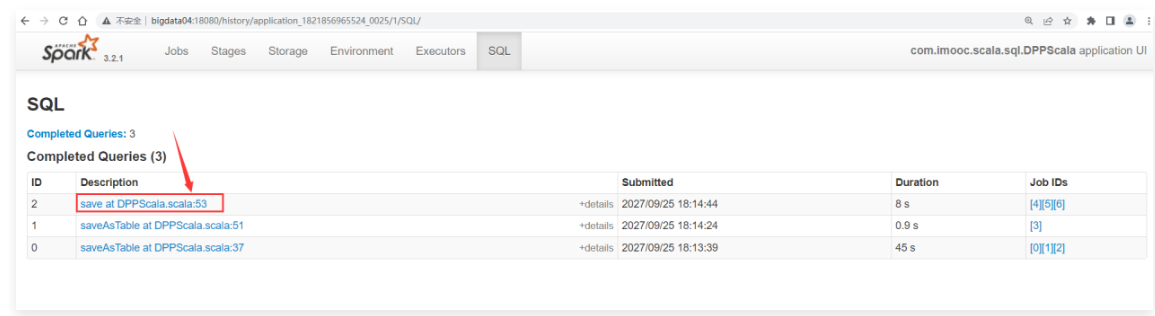 不安全 | bigdata04:18080/history/application_1821856965524_0025/1/SQL/
APACHE Spark 3.2.1 Jobs Stages Storage Environment Executors SQL com.imooc.scala.sql.DPPScala application UI
SQL
Completed Queries: 3
Completed Queries (3)
ID Description Submitted Duration Job IDs
2 save at DPPScala.scala:53 +details 2027/09/25 18:14:44 8 s [4][5][6]
1 saveAsTable at DPPScala.scala:51 +details 2027/09/25 18:14:24 0.9 s [3]
0 saveAsTable at DPPScala.scala:37 +details 2027/09/25 18:13:39 45 s [0][1][2]